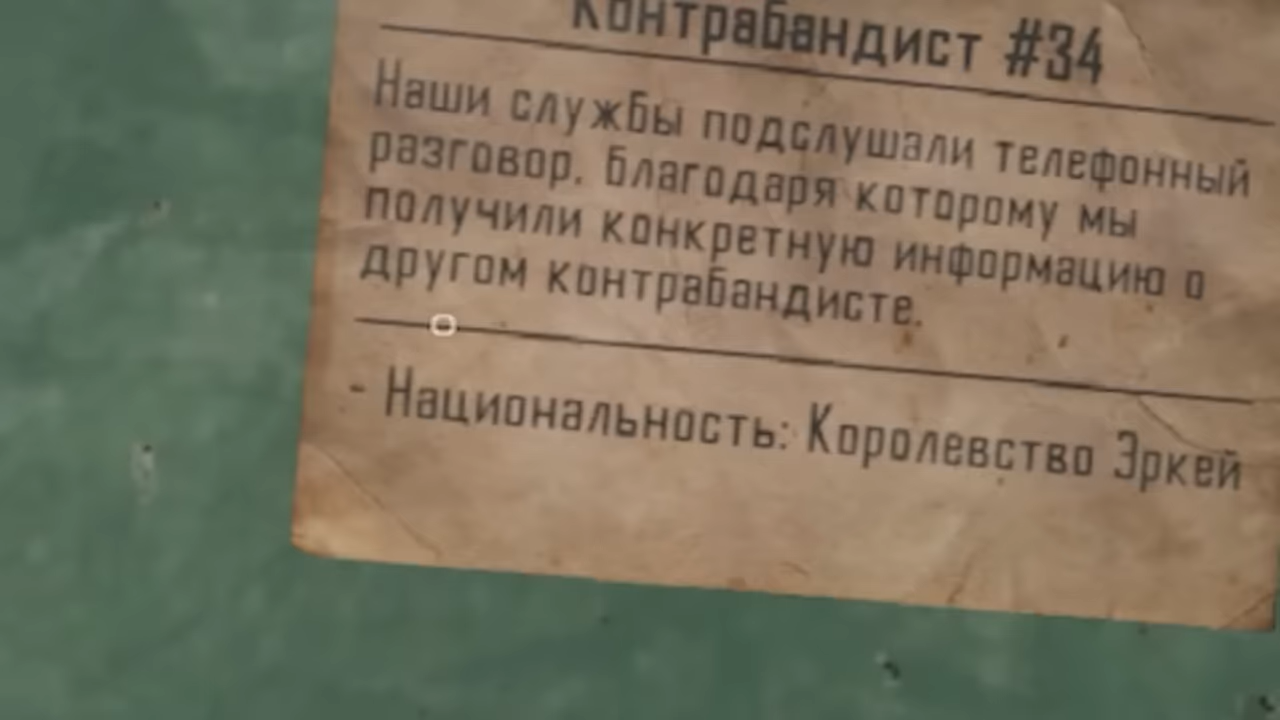 Контрабандист #34
Наши службы подслушали телефонный
разговор. Благодаря которому мы
получили конкретную информацию о
другом контрабандисте.
- Национальность: Королевство Эркей